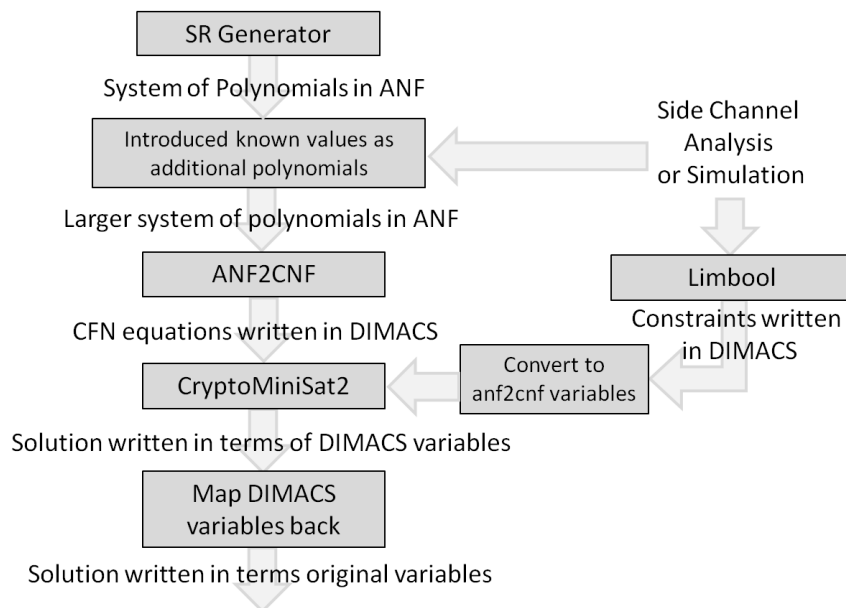 SR Generator
System of Polynomials in ANF
Introduced known values as
additional polynomials
Side Channel
Analysis
or Simulation
Larger system of polynomials in ANF
ANF2CNF
Limbool
CFN equations written in DIMACS
Constraints written
in DIMACS
Convert to
anf2cnf variables
CryptoMiniSat2
Solution written in terms of DIMACS variables
Map DIMACS
variables back
Solution written in terms original variables